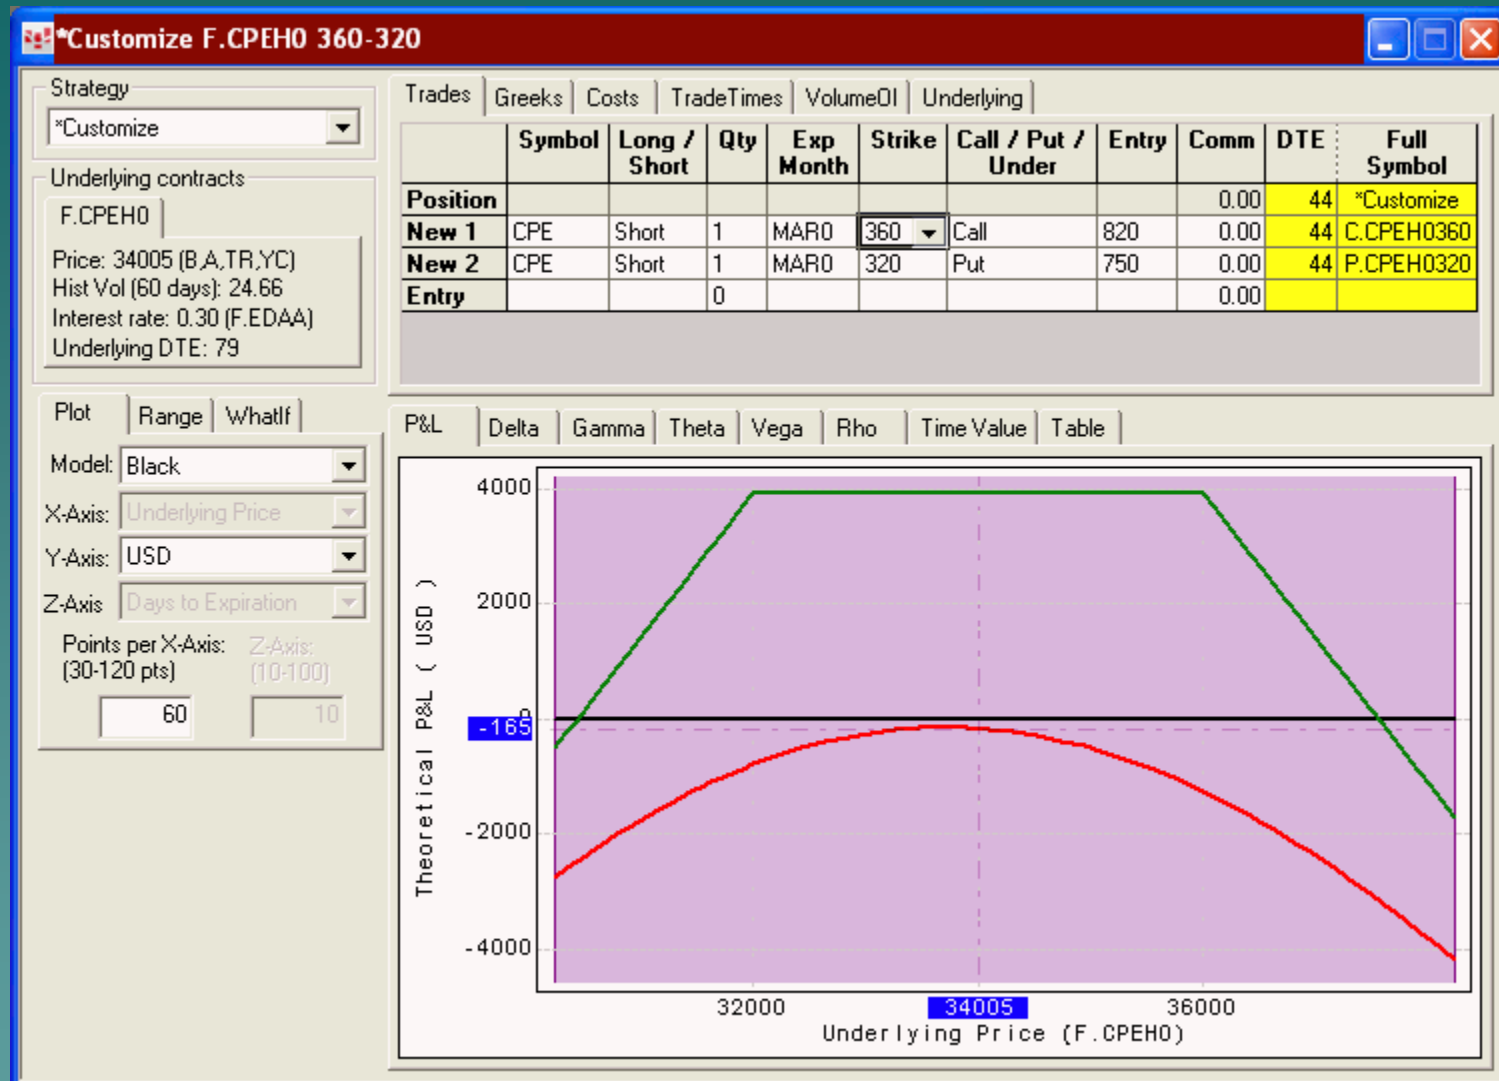 *Customize F.CPEH0 360-320
Strategy
*Customize
Underlying contracts
F.CPEH0
Price: 34005 (B,A,TR,YC)
Hist Vol (60 days): 24.66
Interest rate: 0.30 (F.EDAA)
Underlying DTE: 79
Trades Greeks Costs TradeTimes VolumeOI Underlying
Symbol Long / Short Qty Exp Month Strike Call / Put / Under Entry Comm DTE Full Symbol
Position 0.00 44 *Customize
New 1 CPE Short 1 MAR0 360 Call 820 0.00 44 C.CPEH0360
New 2 CPE Short 1 MAR0 320 Put 750 0.00 44 P.CPEH0320
Entry 0 0.00
Plot Range WhatIf
Model: Black
X-Axis: Underlying Price
Y-Axis: USD
Z-Axis Days to Expiration
Points per X-Axis: Z-Axis:
(30-120 pts) (10-100)
60 10
P&L Delta Gamma Theta Vega Rho Time Value Table
Theoretical P&L ( USD )
4000
2000
0
-165
-2000
-4000
32000 34005 36000
Underlying Price (F.CPEH0)